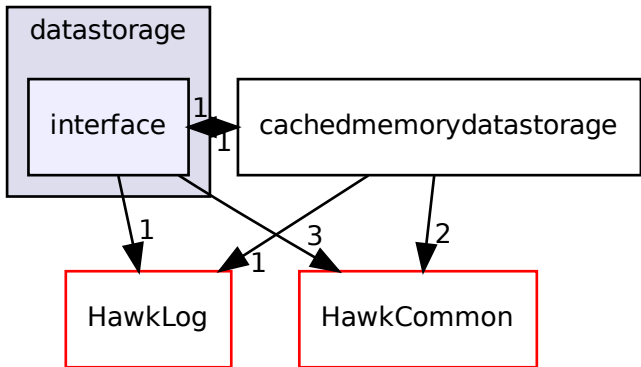 datastorage
interface
1
1
cachedmemorydatastorage
1
3
1
2
HawkLog
HawkCommon